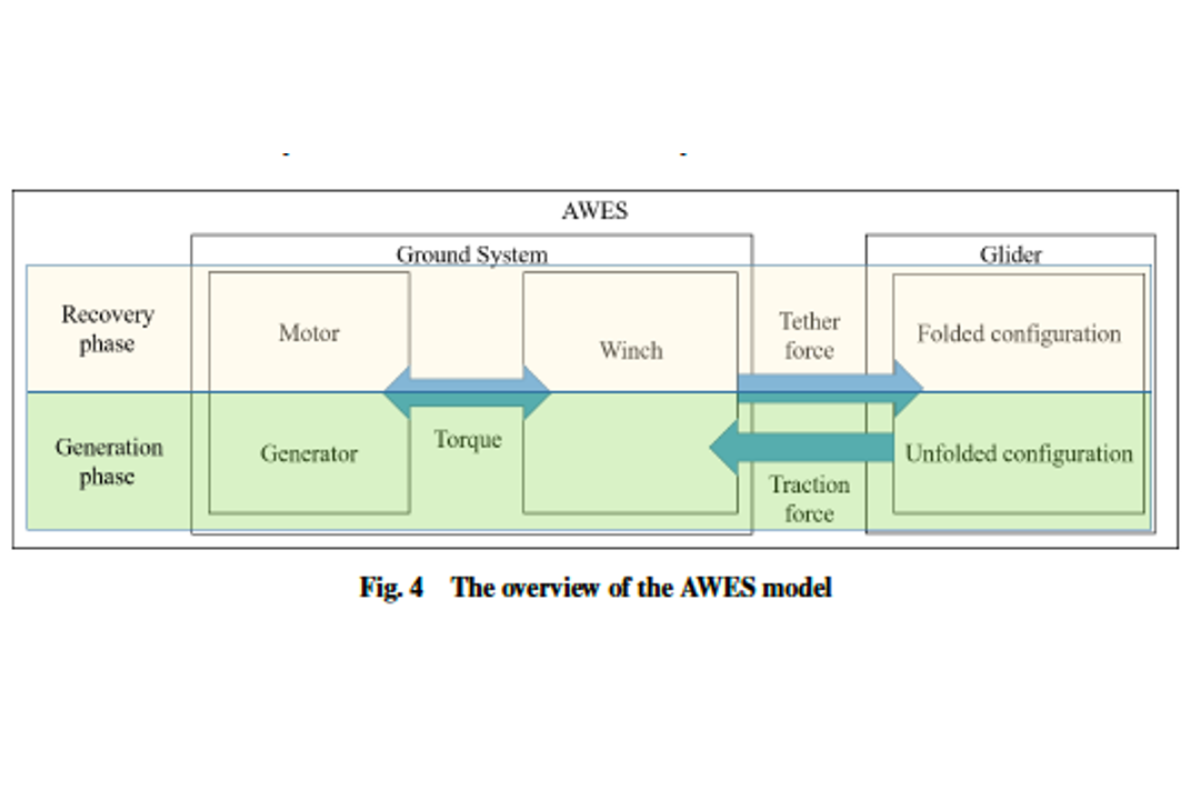 AWES
Ground System
Glider
Recovery
phase
Motor
Winch
Tether
force
Folded configuration
Generation
phase
Generator
Torque
Unfolded configuration
Traction
force
Fig. 4 The overview of the AWES model